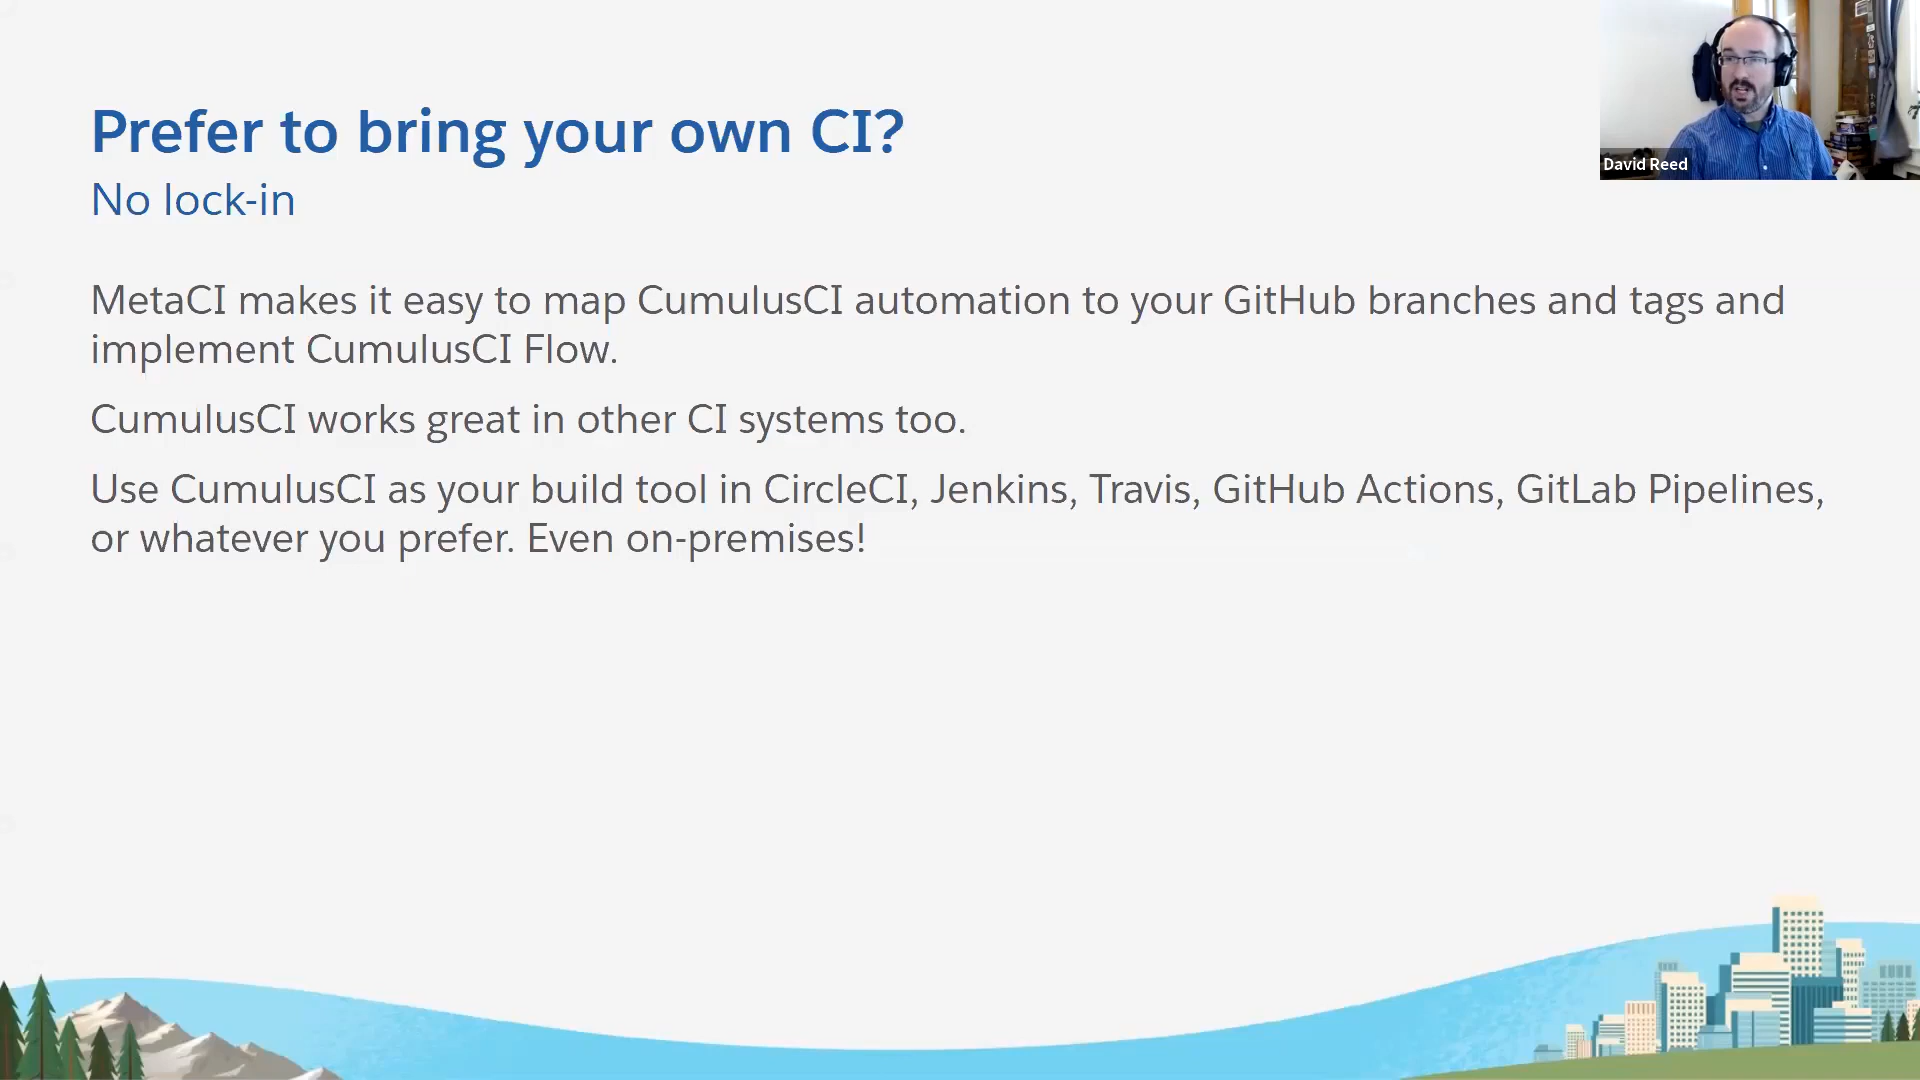 Prefer to bring your own CI?
No lock-in
David Reed
MetaCI makes it easy to map CumulusCI automation to your GitHub branches and tags and
implement CumulusCI Flow.
CumulusCI works great in other CI systems too.
Use CumulusCI as your build tool in CircleCI, Jenkins, Travis, GitHub Actions, GitLab Pipelines,
or whatever you prefer. Even on-premises!